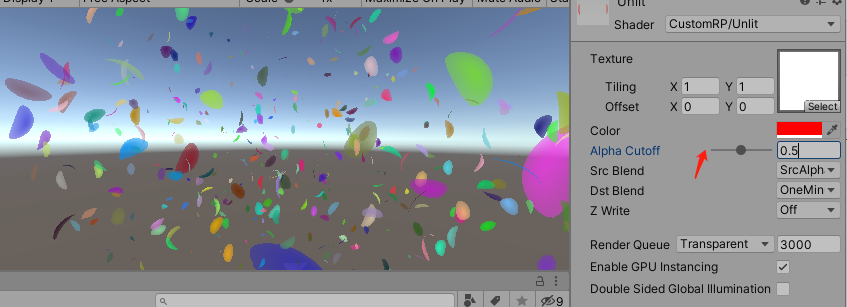 Display 1
Free Aspect
Scale
1x
Maximize On Play
Mute Audio
Sta
Unlit
Shader
CustomRP/Unlit
Texture
Tiling X 1 Y 1
Offset X 0 Y 0
Select
Color
Alpha Cutoff 0.5
Src Blend SrcAlph
Dst Blend OneMin
Z Write Off
Render Queue Transparent 3000
Enable GPU Instancing
Double Sided Global Illumination
9